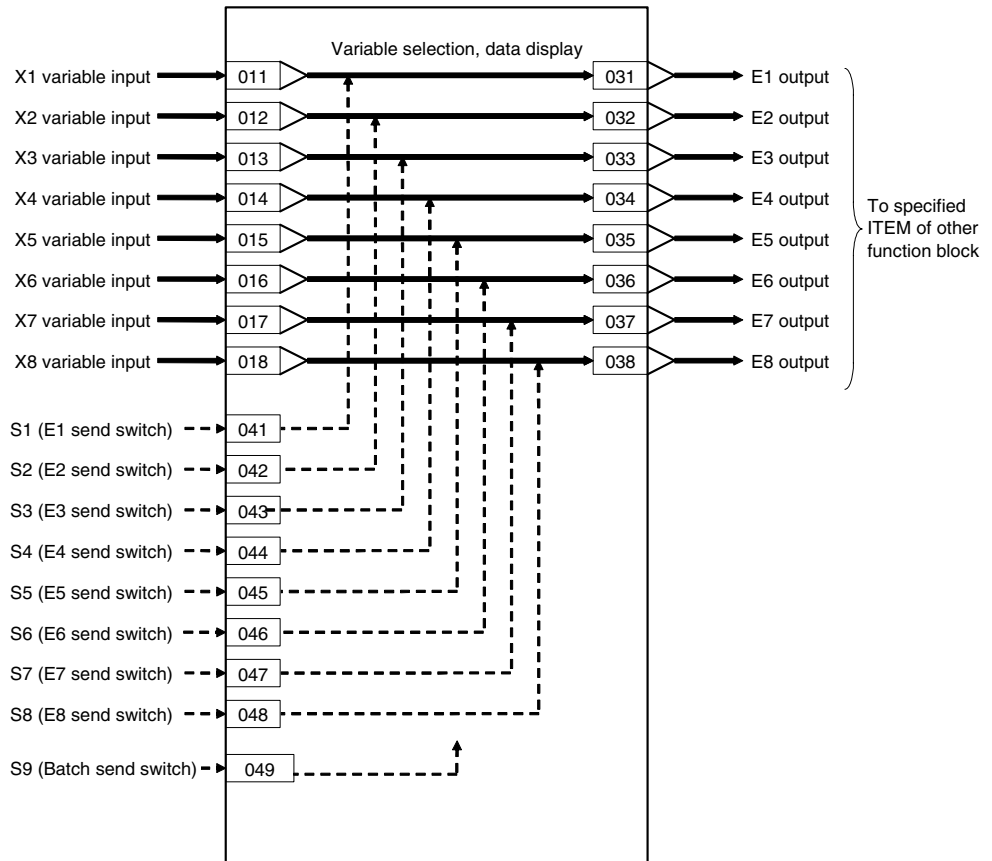 Variable selection, data display
X1 variable input 011 031 E1 output
X2 variable input 012 032 E2 output
X3 variable input 013 033 E3 output
X4 variable input 014 034 E4 output
X5 variable input 015 035 E5 output
X6 variable input 016 036 E6 output
X7 variable input 017 037 E7 output
X8 variable input 018 038 E8 output
To specified
ITEM of other
function block
S1 (E1 send switch) 041
S2 (E2 send switch) 042
S3 (E3 send switch) 043
S4 (E4 send switch) 044
S5 (E5 send switch) 045
S6 (E6 send switch) 046
S7 (E7 send switch) 047
S8 (E8 send switch) 048
S9 (Batch send switch) 049